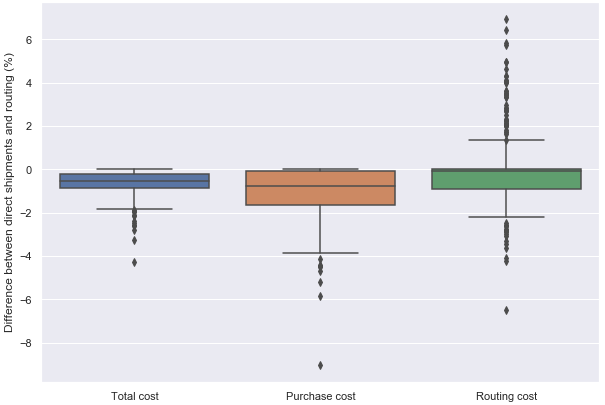 Difference between direct shipments and routing (%)
6
4
2
0
−2
−4
−6
−8
Total cost
Purchase cost
Routing cost